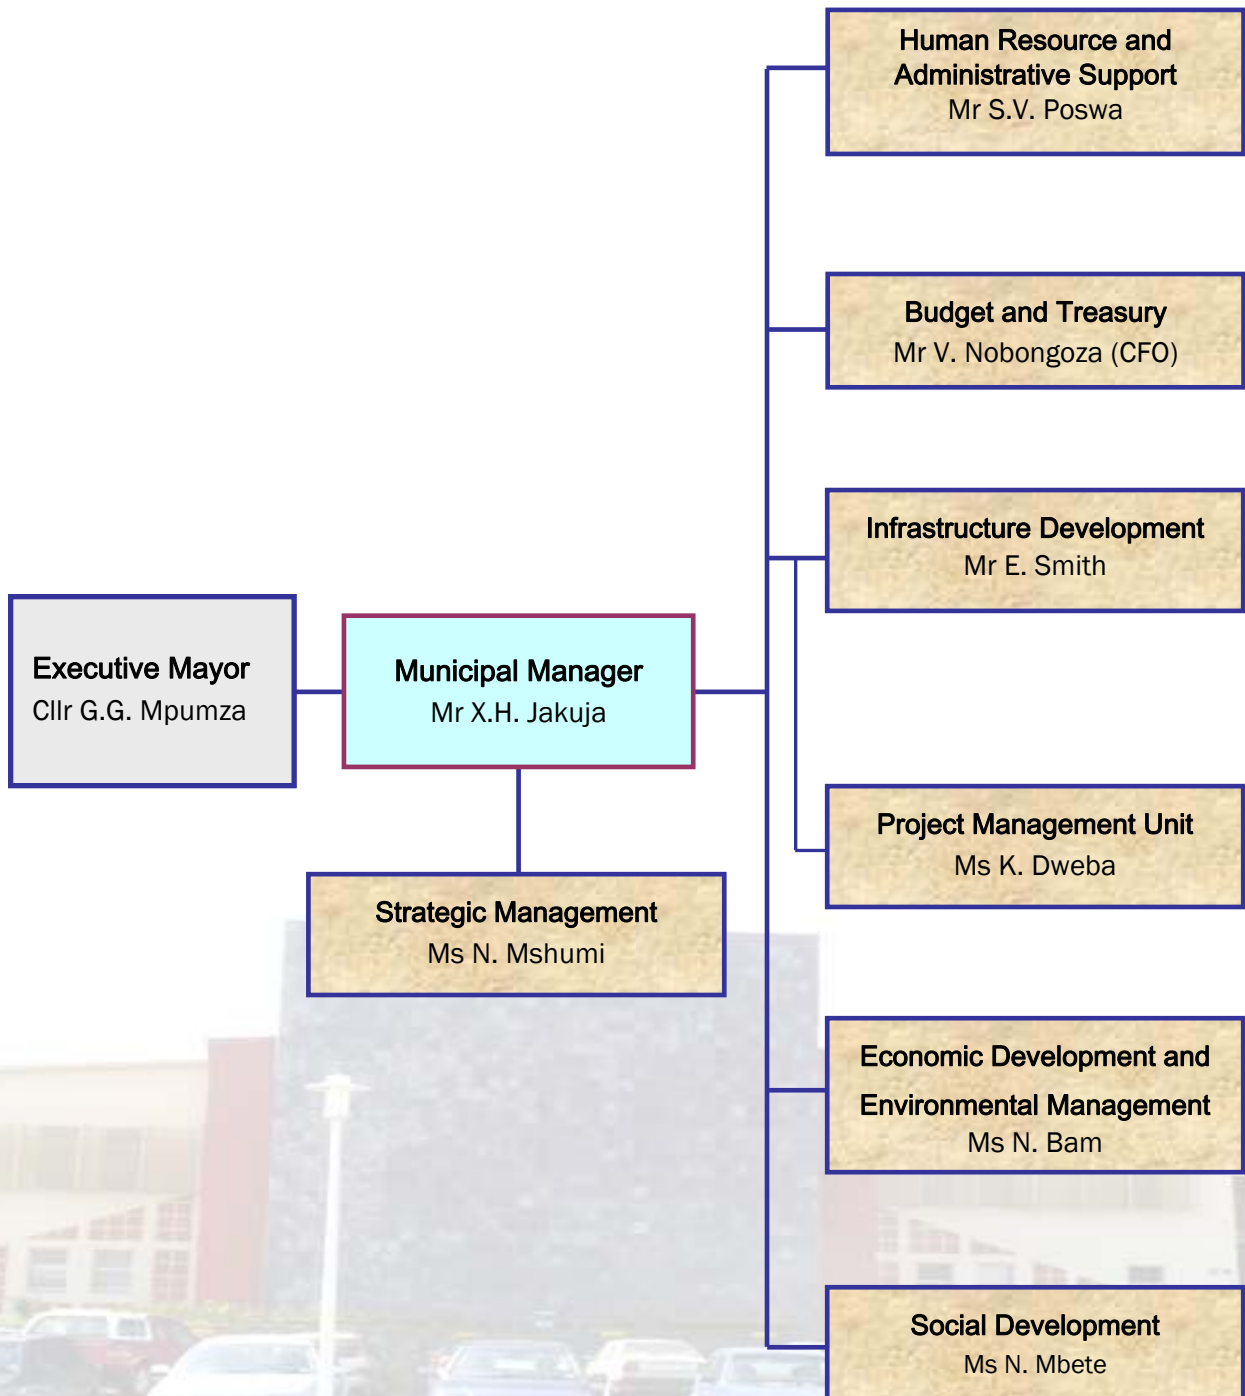 Human Resource and
Administrative Support
Mr S.V. Poswa
Budget and Treasury
Mr V. Nobongoza (CFO)
Infrastructure Development
Mr E. Smith
Executive Mayor
Cllr G.G. Mpumza
Municipal Manager
Mr X.H. Jakuja
Project Management Unit
Ms K. Dweba
Strategic Management
Ms N. Mshumi
Economic Development and
Environmental Management
Ms N. Bam
Social Development
Ms N. Mbete